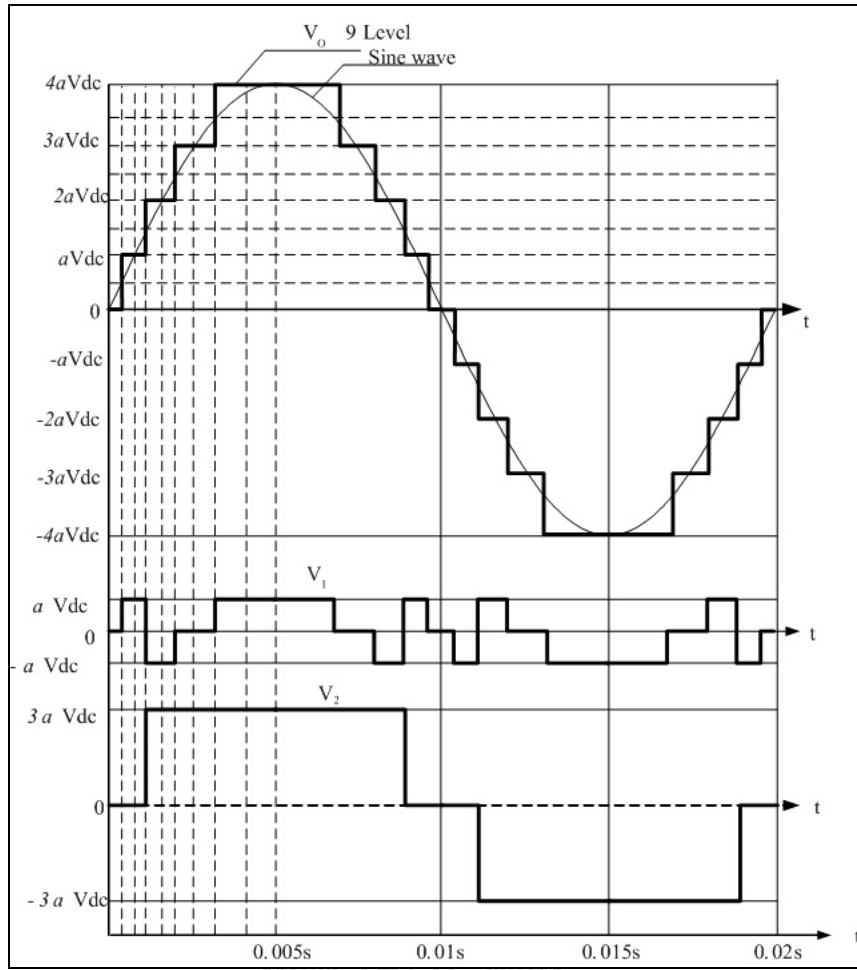 Vo 9 Level
Sine wave
4aVdc
3aVdc
2aVdc
aVdc
0
t
-aVdc
-2aVdc
-3aVdc
-4aVdc
V1
a Vdc
0
t
- a Vdc
V2
3 a Vdc
0
t
- 3 a Vdc
t
0.005s 0.01s 0.015s 0.02s